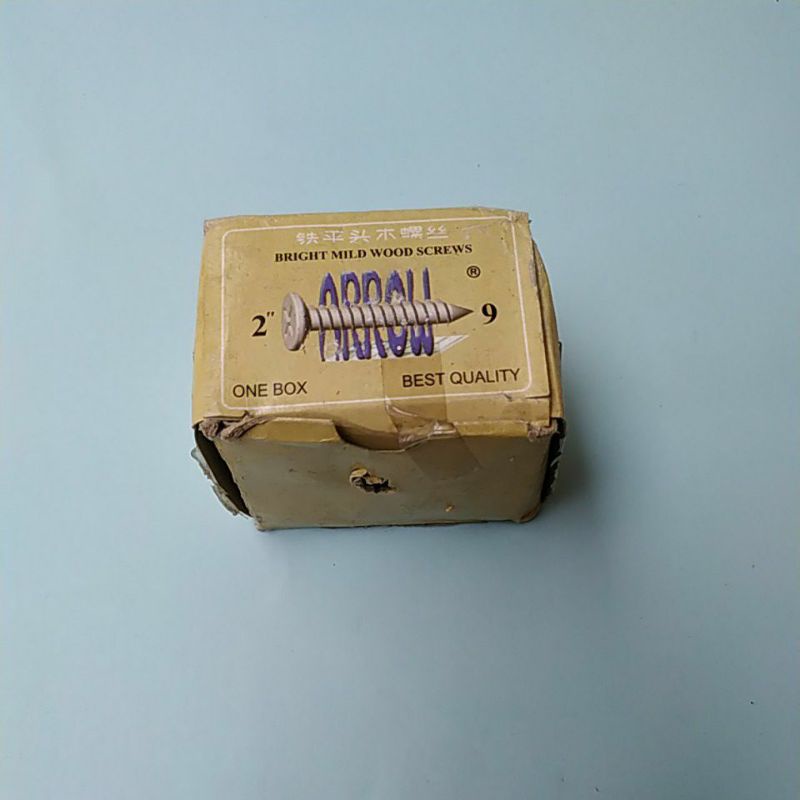 铁平头木螺丝
BRIGHT MILD WOOD SCREWS
ARROW ®
2" 9
ONE BOX BEST QUALITY